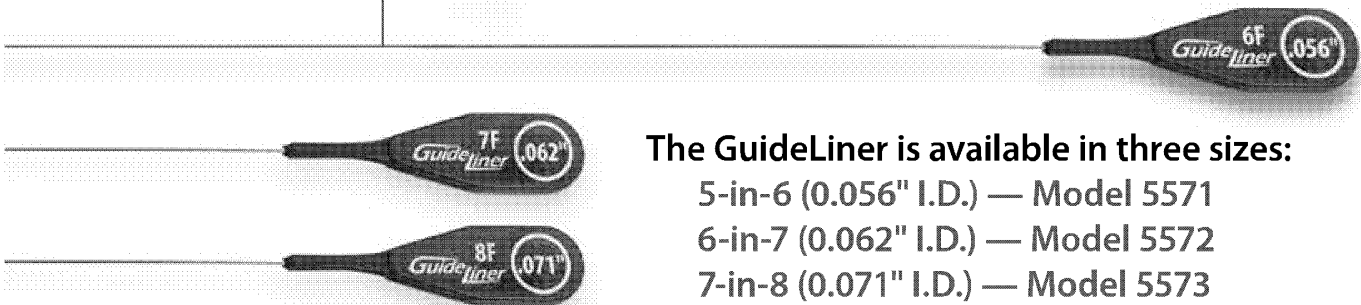 6F
GuideLiner
.056"
7F
GuideLiner
.062"
8F
GuideLiner
.071"
The GuideLiner is available in three sizes:
5-in-6 (0.056" I.D.) — Model 5571
6-in-7 (0.062" I.D.) — Model 5572
7-in-8 (0.071" I.D.) — Model 5573